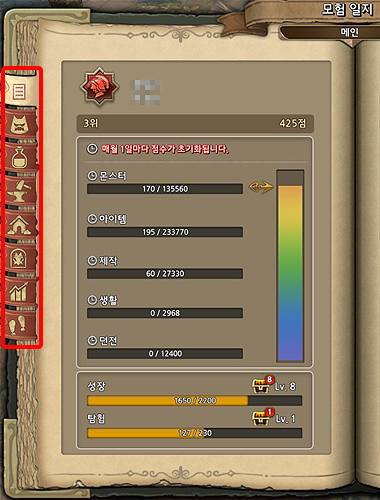 모험 일지
메인
3위 425점
매월 1일마다 점수가 초기화됩니다.
몬스터
170 / 135560
아이템
195 / 233770
제작
60 / 27330
생활
0 / 2968
던전
0 / 12400
성장 8 Lv. 8
1650 / 2200
탐험 1 Lv. 1
127 / 230